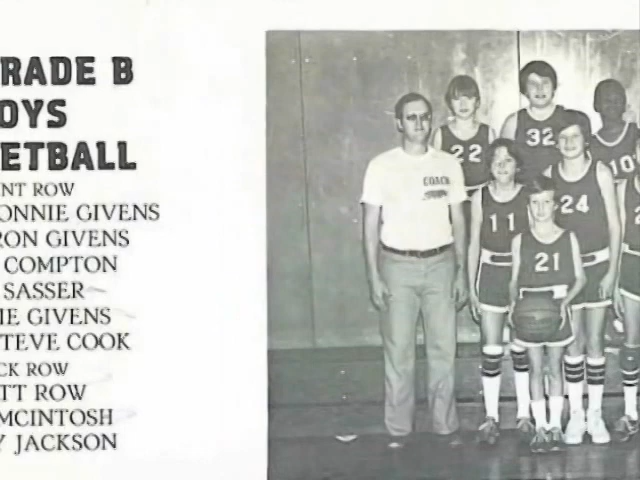 RADE B
OYS
ETBALL
NT ROW
ONNIE GIVENS
RON GIVENS
COMPTON
SASSER
IE GIVENS
TEVE COOK
CK ROW
TT ROW
MCINTOSH
Y JACKSON
COACH
22
32
10
11
24
21
2